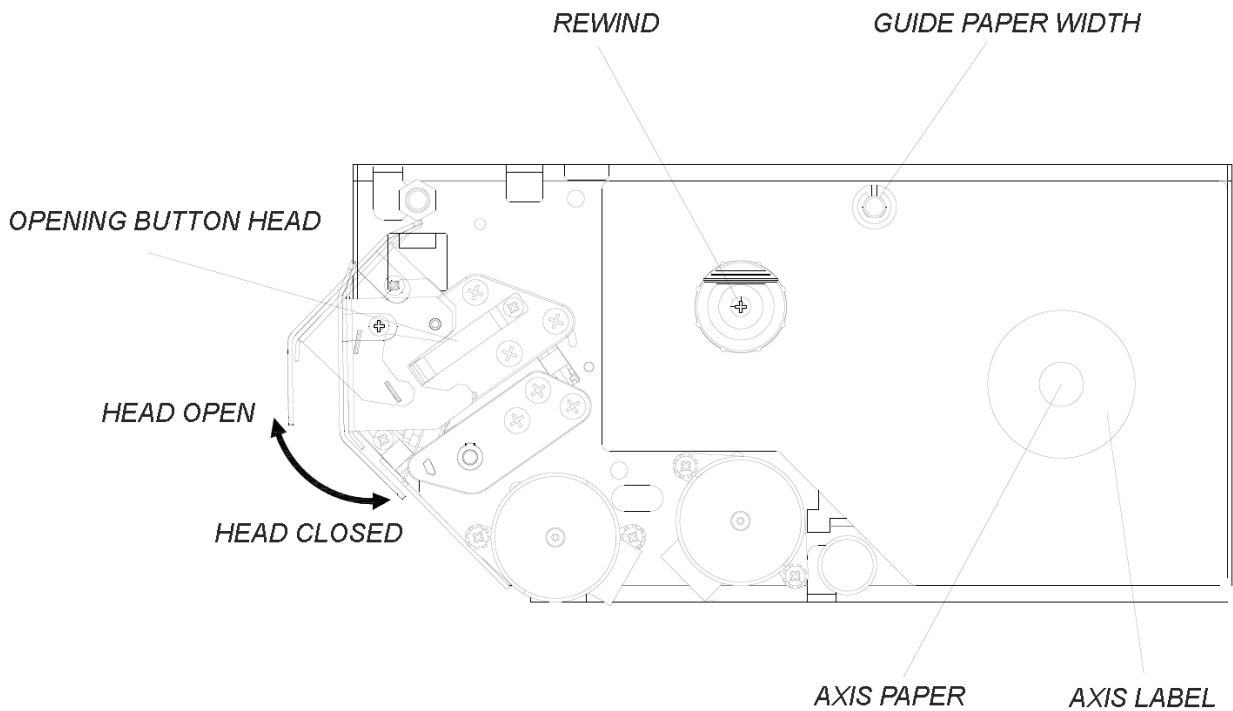 REWIND
GUIDE PAPER WIDTH
OPENING BUTTON HEAD
HEAD OPEN
HEAD CLOSED
AXIS PAPER
AXIS LABEL